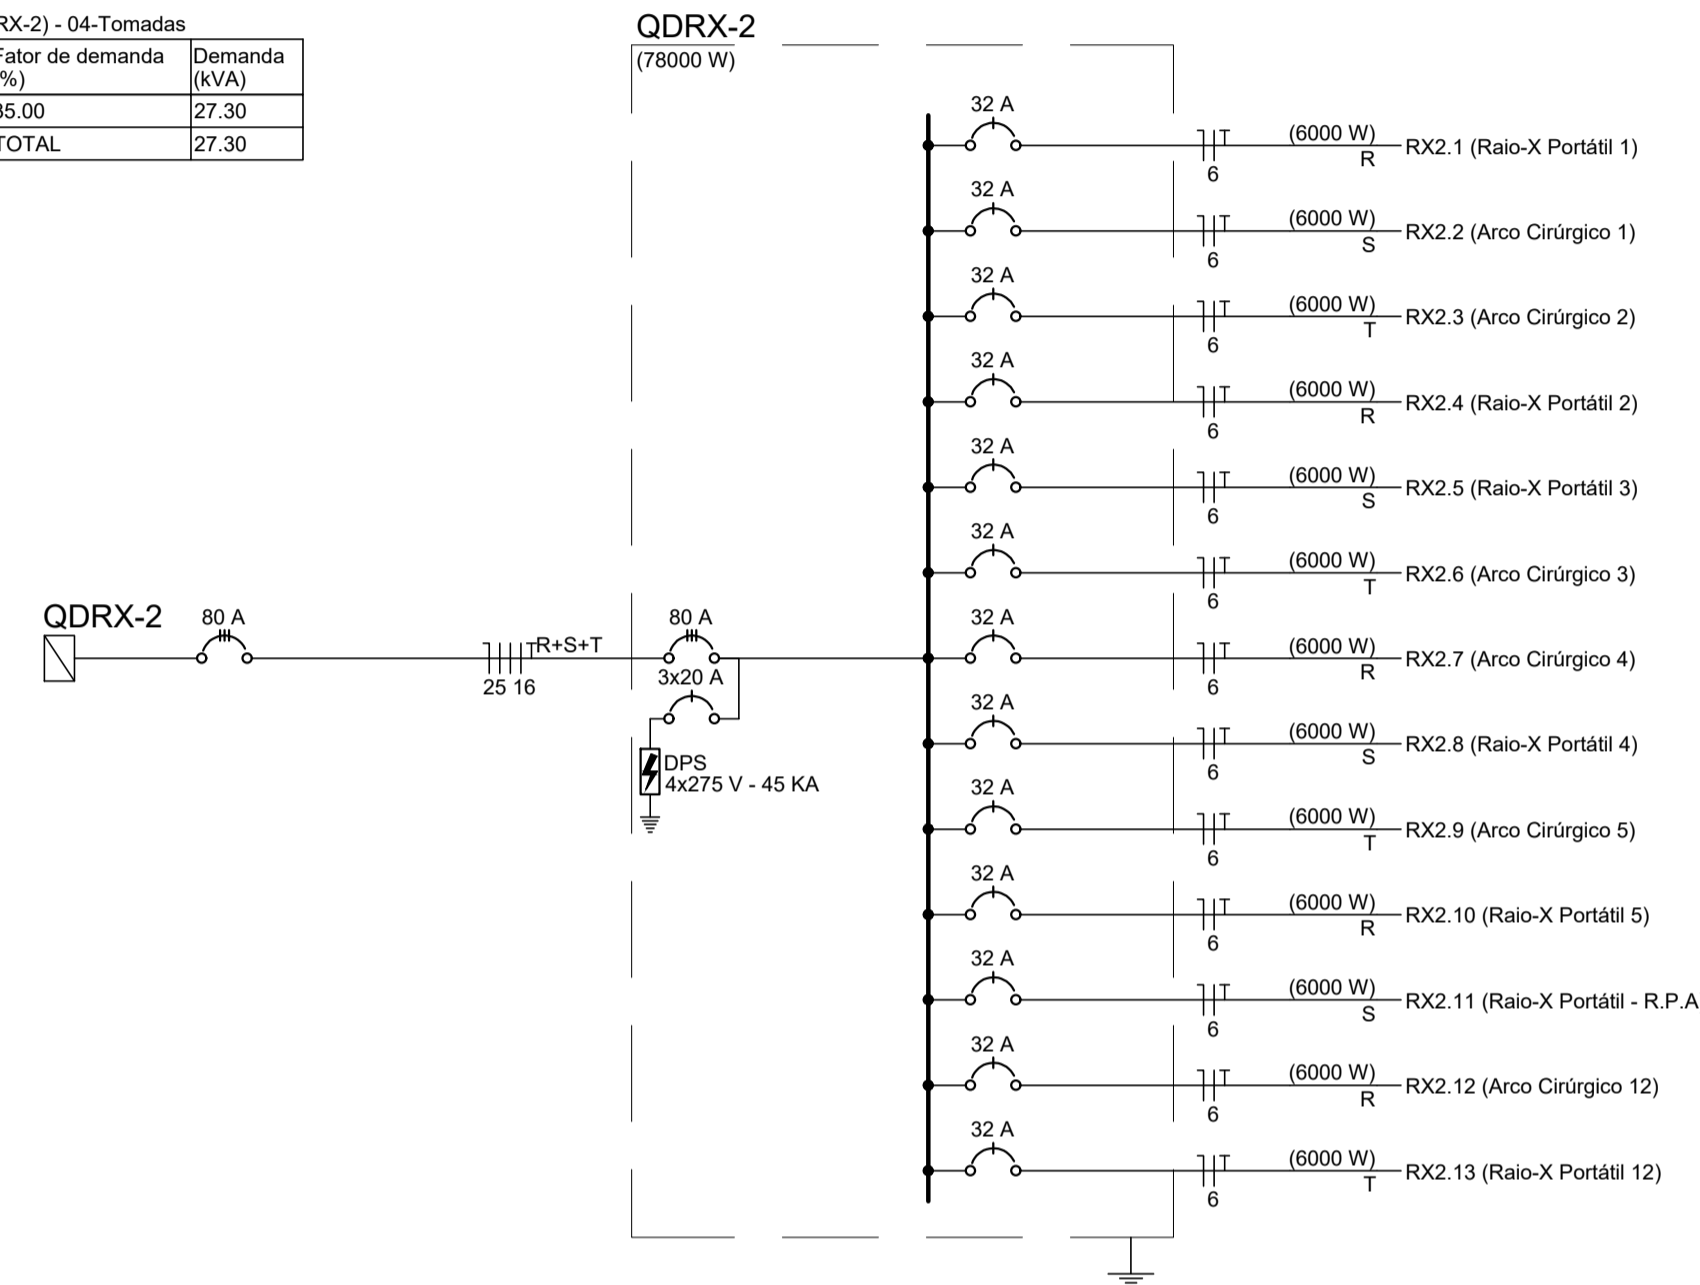 RX-2) - 04-Tomadas
Fator de demanda
Demanda
%)
(kVA)
35.00
27.30
TOTAL
27.30
QDRX-2
(78000 W)
32 A
(6000 W)
R
6
RX2.1 (Raio-X Portátil 1)
32 A
(6000 W)
S
6
RX2.2 (Arco Cirúrgico 1)
32 A
(6000 W)
T
6
RX2.3 (Arco Cirúrgico 2)
32 A
(6000 W)
R
6
RX2.4 (Raio-X Portátil 2)
32 A
(6000 W)
S
6
RX2.5 (Raio-X Portátil 3)
32 A
(6000 W)
T
6
RX2.6 (Arco Cirúrgico 3)
QDRX-2
80 A
R+S+T
25 16
80 A
3x20 A
DPS
4x275 V - 45 KA
32 A
(6000 W)
R
6
RX2.7 (Arco Cirúrgico 4)
32 A
(6000 W)
S
6
RX2.8 (Raio-X Portátil 4)
32 A
(6000 W)
T
6
RX2.9 (Arco Cirúrgico 5)
32 A
(6000 W)
R
6
RX2.10 (Raio-X Portátil 5)
32 A
(6000 W)
S
6
RX2.11 (Raio-X Portátil - R.P.A
32 A
(6000 W)
R
6
RX2.12 (Arco Cirúrgico 12)
32 A
(6000 W)
T
6
RX2.13 (Raio-X Portátil 12)